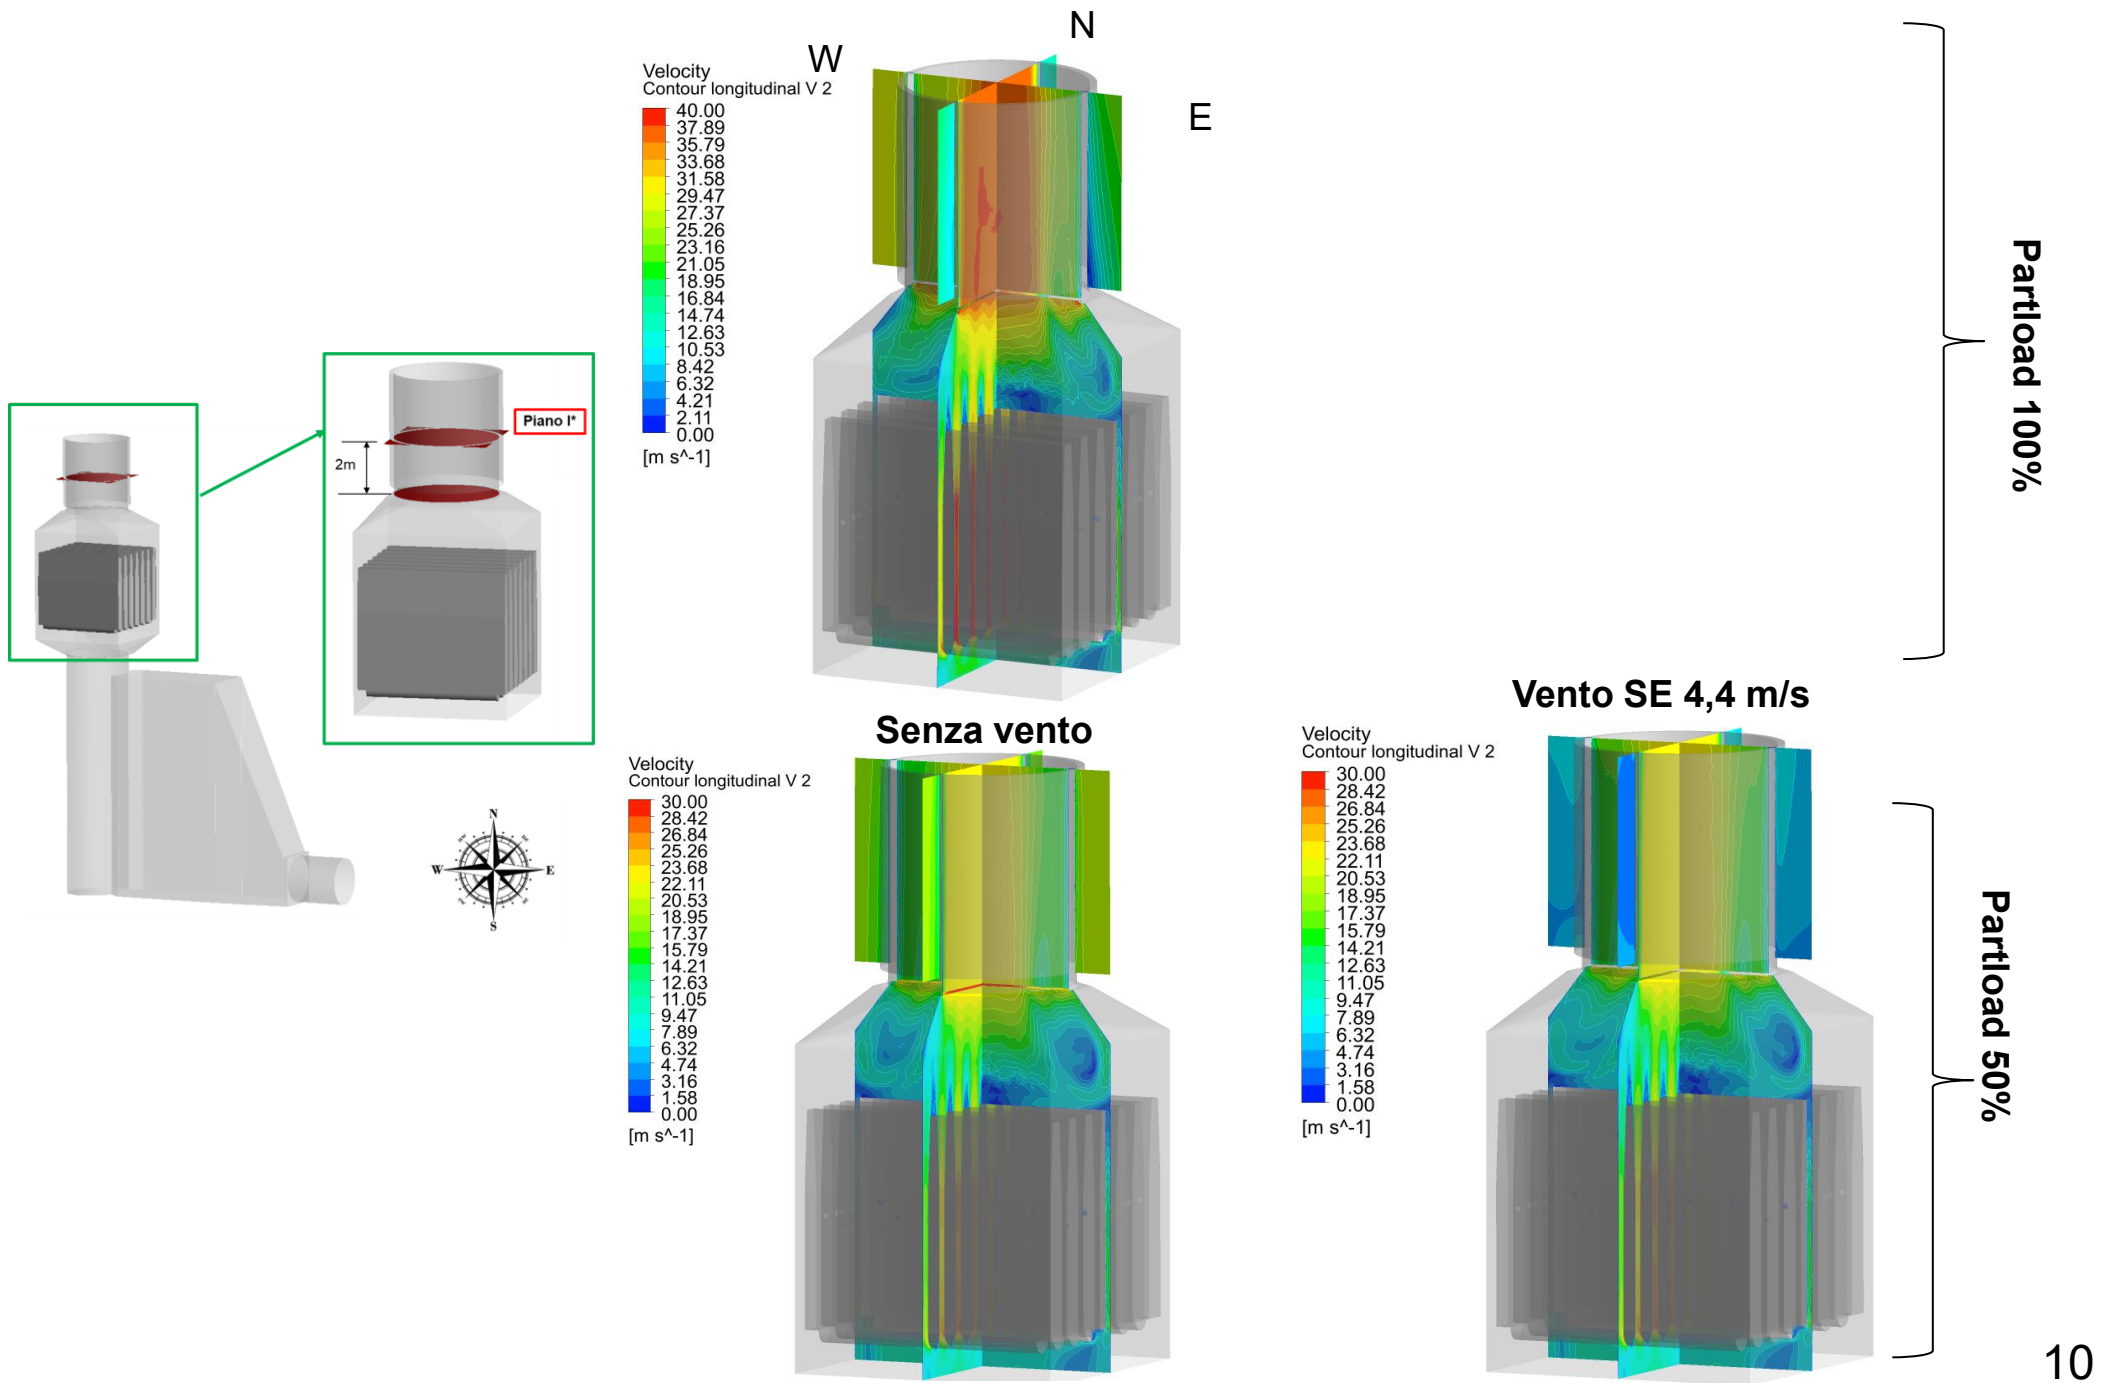 N
W
E
Velocity
Contour longitudinal V 2
40.00
37.89
35.79
33.68
31.58
29.47
27.37
25.26
23.16
21.05
18.95
16.84
14.74
12.63
10.53
8.42
6.32
4.21
2.11
0.00
[m s^-1]
Partload 100%
Piano I*
2m
N
W
E
S
Senza vento
Velocity
Contour longitudinal V 2
30.00
28.42
26.84
25.26
23.68
22.11
20.53
18.95
17.37
15.79
14.21
12.63
11.05
9.47
7.89
6.32
4.74
3.16
1.58
0.00
[m s^-1]
Vento SE 4,4 m/s
Velocity
Contour longitudinal V 2
30.00
28.42
26.84
25.26
23.68
22.11
20.53
18.95
17.37
15.79
14.21
12.63
11.05
9.47
7.89
6.32
4.74
3.16
1.58
0.00
[m s^-1]
Partload 50%
10